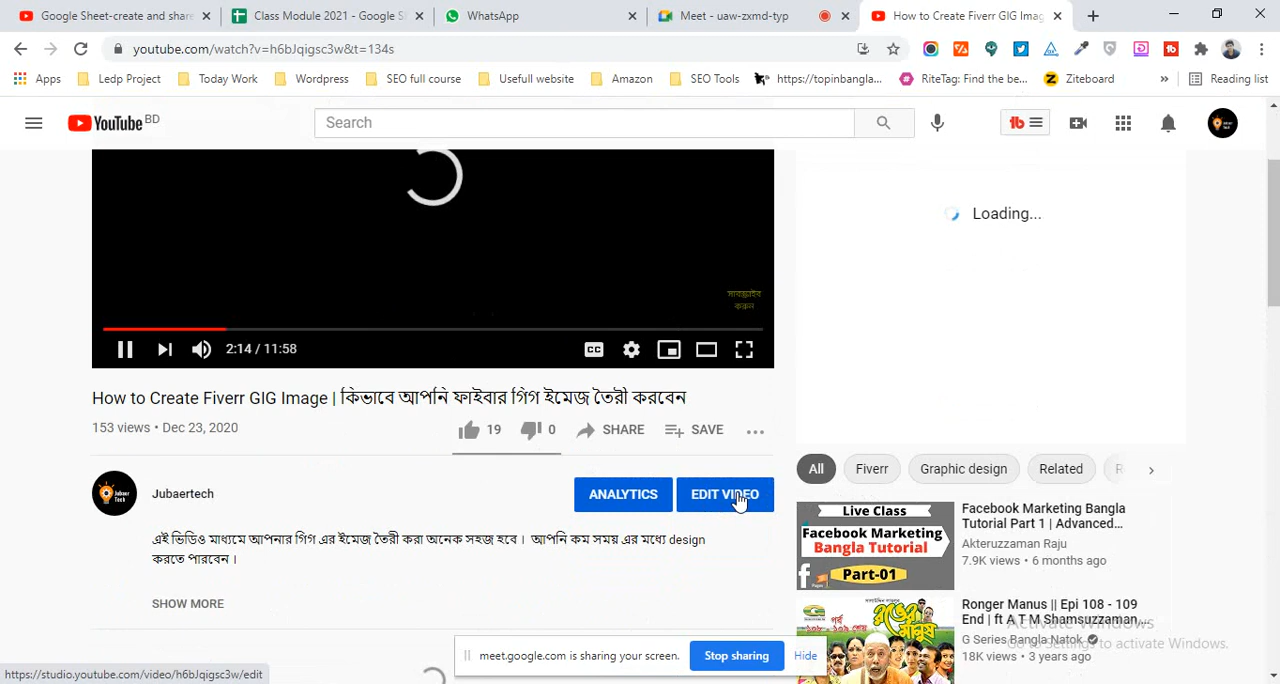 Google Sheet-create and share
Class Module 2021 - Google S
WhatsApp
Meet - uaw-zxmd-typ
How to Create Fiverr GIG Imag
youtube.com/watch?v=h6bJqigsc3w&t=134s
Apps
Ledp Project
Today Work
Wordpress
SEO full course
Usefull website
Amazon
SEO Tools
https://topinbangla...
RiteTag: Find the be...
Ziteboard
Reading list
YouTube BD
Search
Loading...
সাবস্ক্রাইব
করুন
2:14 / 11:58
CC
How to Create Fiverr GIG Image | কিভাবে আপনি ফাইবার গিগ ইমেজ তৈরী করবেন
153 views • Dec 23, 2020
19
0
SHARE
SAVE
Jubaertech
ANALYTICS
EDIT VIDEO
এই ভিডিও মাধ্যমে আপনার গিগ এর ইমেজ তৈরী করা অনেক সহজ হবে। আপনি কম সময় এর মধ্যে design
করতে পারবেন।
SHOW MORE
All
Fiverr
Graphic design
Related
Live Class
Facebook Marketing
Bangla Tutorial
Part-01
Facebook Marketing Bangla
Tutorial Part 1 | Advanced...
Akteruzzaman Raju
7.9K views • 6 months ago
রঙের মানুষ
Ronger Manus || Epi 108 - 109
End | ft A T M Shamsuzzaman,...
G Series Bangla Natok
18K views • 3 years ago
Activate Windows
Go to Settings to activate Windows.
meet.google.com is sharing your screen.
Stop sharing
Hide
https://studio.youtube.com/video/h6bJqigsc3w/edit